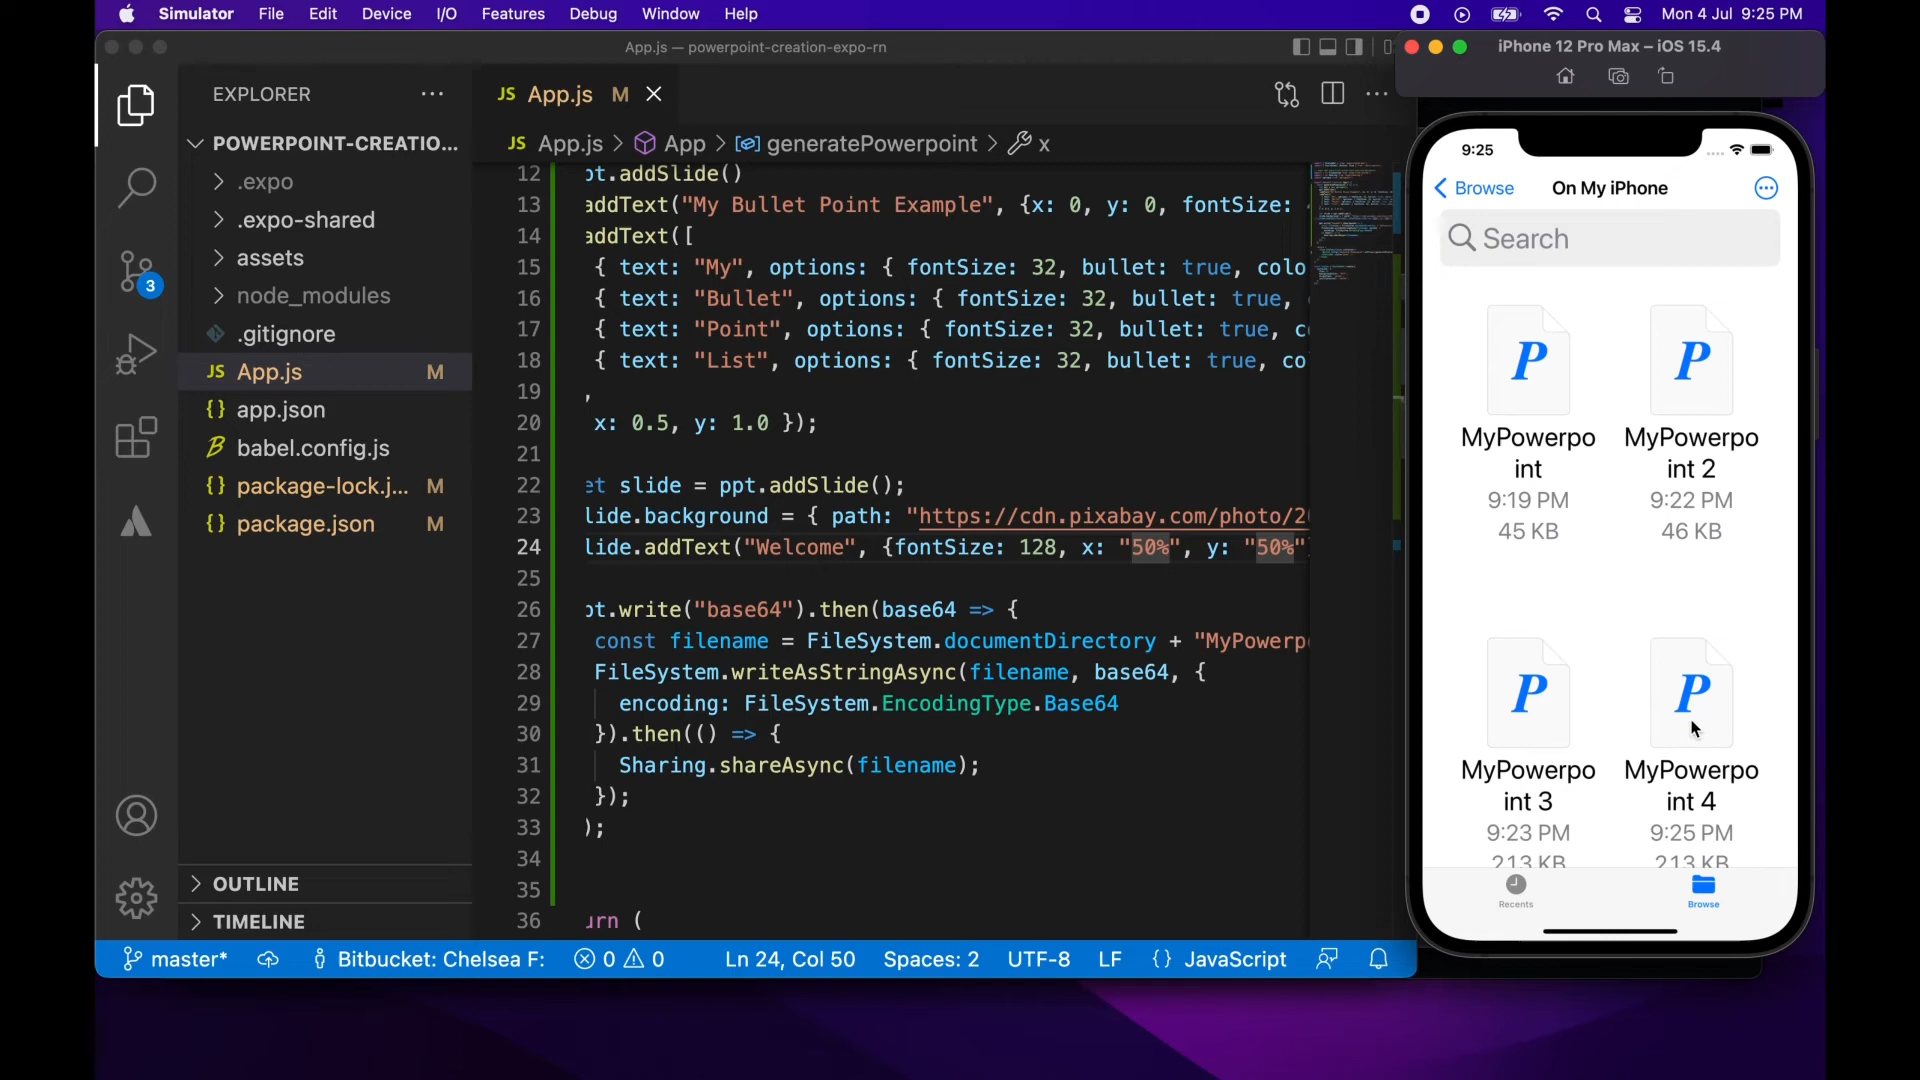 Simulator File Edit Device I/O Features Debug Window Help
Mon 4 Jul 9:25 PM
App.js — powerpoint-creation-expo-rn
EXPLORER
POWERPOINT-CREATIO...
.expo
.expo-shared
assets
node_modules
.gitignore
JS App.js M
{} app.json
babel.config.js
{} package-lock.j... M
{} package.json M
OUTLINE
TIMELINE
3
JS App.js M
JS App.js > App > generatePowerpoint > x
12 pt.addSlide()
13 addText("My Bullet Point Example", {x: 0, y: 0, fontSize:
14 addText([
15 { text: "My", options: { fontSize: 32, bullet: true, colo
16 { text: "Bullet", options: { fontSize: 32, bullet: true,
17 { text: "Point", options: { fontSize: 32, bullet: true, co
18 { text: "List", options: { fontSize: 32, bullet: true, co
19 ,
20 x: 0.5, y: 1.0 });
21
22 et slide = ppt.addSlide();
23 lide.background = { path: "https://cdn.pixabay.com/photo/2
24 lide.addText("Welcome", {fontSize: 128, x: "50%", y: "50%"
25
26 pt.write("base64").then(base64 => {
27 const filename = FileSystem.documentDirectory + "MyPowerp
28 FileSystem.writeAsStringAsync(filename, base64, {
29 encoding: FileSystem.EncodingType.Base64
30 }).then(() => {
31 Sharing.shareAsync(filename);
32 });
33 );
34
35
36 urn (
master* Bitbucket: Chelsea F: 0 0 Ln 24, Col 50 Spaces: 2 UTF-8 LF {} JavaScript
iPhone 12 Pro Max – iOS 15.4
9:25
Browse On My iPhone
Search
P
MyPowerpo
int
9:19 PM
45 KB
P
MyPowerpo
int 2
9:22 PM
46 KB
P
MyPowerpo
int 3
9:23 PM
213 KB
P
MyPowerpo
int 4
9:25 PM
213 KB
Recents
Browse